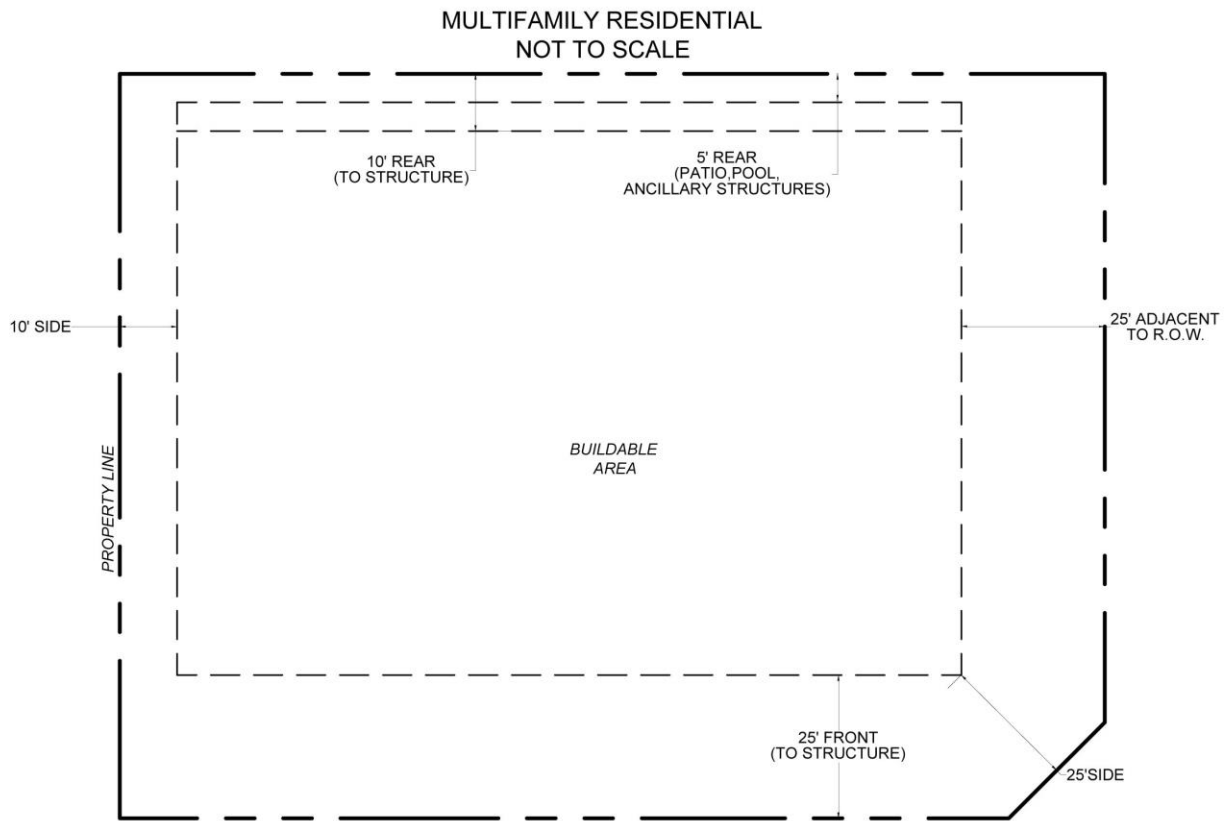 MULTIFAMILY RESIDENTIAL
NOT TO SCALE
10' REAR
(TO STRUCTURE)
5' REAR
(PATIO,POOL,
ANCILLARY STRUCTURES)
10' SIDE
25' ADJACENT
TO R.O.W.
BUILDABLE
AREA
PROPERTY LINE
25' FRONT
(TO STRUCTURE)
25'SIDE